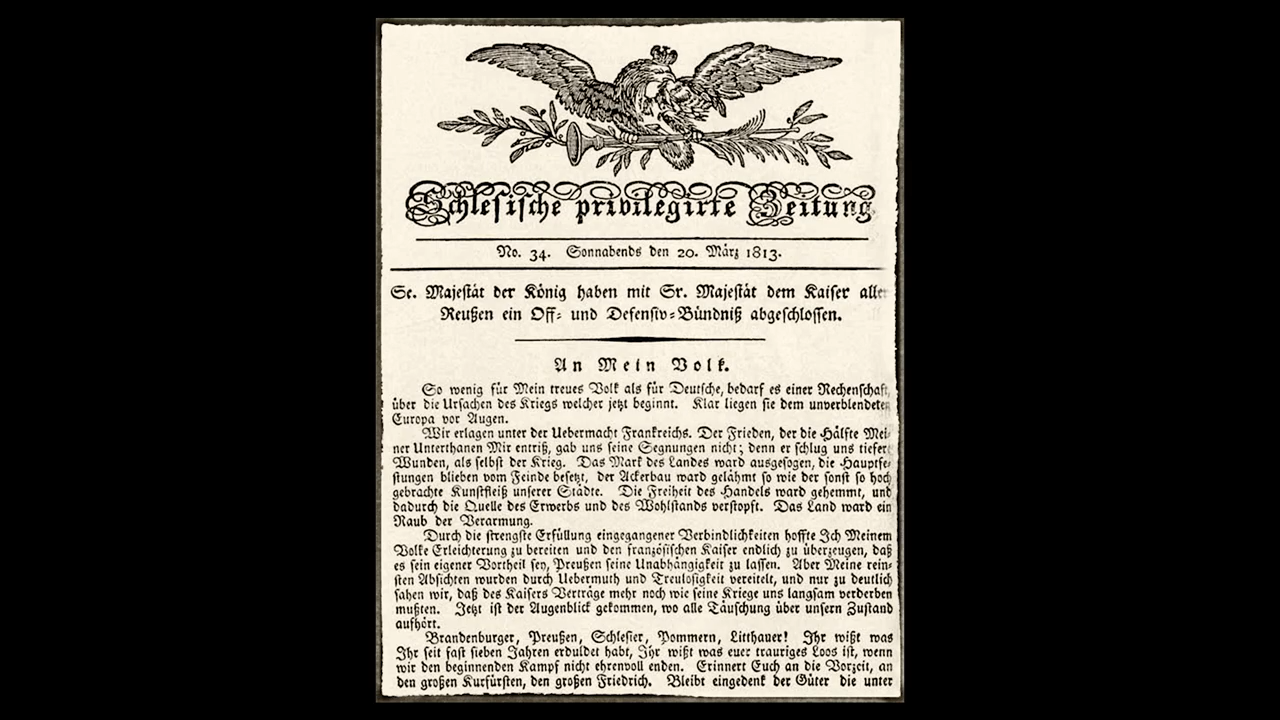 Schlesische privilegirte Zeitung
No. 34. Sonnabends den 20. März 1813.
Se. Majestät der König haben mit Sr. Majestät dem Kaiser aller
Reußen ein Off- und Defensiv-Bündniß abgeschlossen.
An Mein Volk.
So wenig für Mein treues Volk als für Deutsche, bedarf es einer Rechenschaft,
über die Ursachen des Kriegs welcher jetzt beginnt. Klar liegen sie dem unverblendeten
Europa vor Augen.
Wir erlagen unter der Uebermacht Frankreichs. Der Frieden, der die Hälfte Mei-
ner Unterthanen Mir entriß, gab uns seine Segnungen nicht; denn er schlug uns tiefere
Wunden, als selbst der Krieg. Das Mark des Landes ward ausgesogen, die Hauptfe-
stungen blieben vom Feinde besetzt, der Ackerbau ward gelähmt so wie der sonst so hoch
gebrachte Kunstfleiß unserer Städte. Die Freiheit des Handels ward gehemmt, und
dadurch die Quelle des Erwerbs und des Wohlstands verstopft. Das Land ward ein
Raub der Verarmung.
Durch die strengste Erfüllung eingegangener Verbindlichkeiten hoffte Ich Meinem
Volke Erleichterung zu bereiten und den französischen Kaiser endlich zu überzeugen, daß
es sein eigener Vortheil sey, Preußen seine Unabhängigkeit zu lassen. Aber Meine rein-
sten Absichten wurden durch Uebermuth und Treulosigkeit vereitelt, und nur zu deutlich
sahen wir, daß des Kaisers Verträge mehr noch wie seine Kriege uns langsam verderben
mußten. Jetzt ist der Augenblick gekommen, wo alle Täuschung über unsern Zustand
aufhört.
Brandenburger, Preußen, Schlesier, Pommern, Litthauer! Ihr wißt was
Ihr seit fast sieben Jahren erduldet habt, Ihr wißt was euer trauriges Loos ist, wenn
wir den beginnenden Kampf nicht ehrenvoll enden. Erinnert Euch an die Vorzeit, an
den großen Kurfürsten, den großen Friedrich. Bleibt eingedenk der Güter die unter